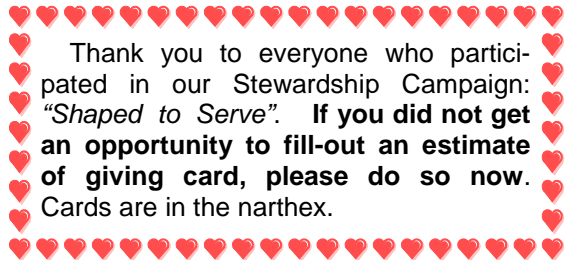 Thank you to everyone who partici-
pated in our Stewardship Campaign:
“Shaped to Serve”. If you did not get
an opportunity to fill-out an estimate
of giving card, please do so now.
Cards are in the narthex.